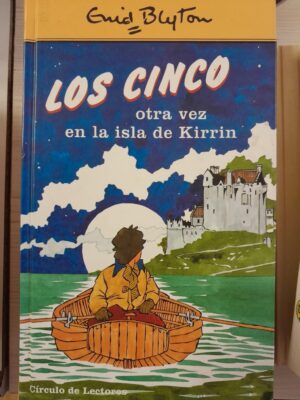 Enid Blyton
LOS CINCO
otra vez
en la isla de Kirrin
Círculo de Lectores